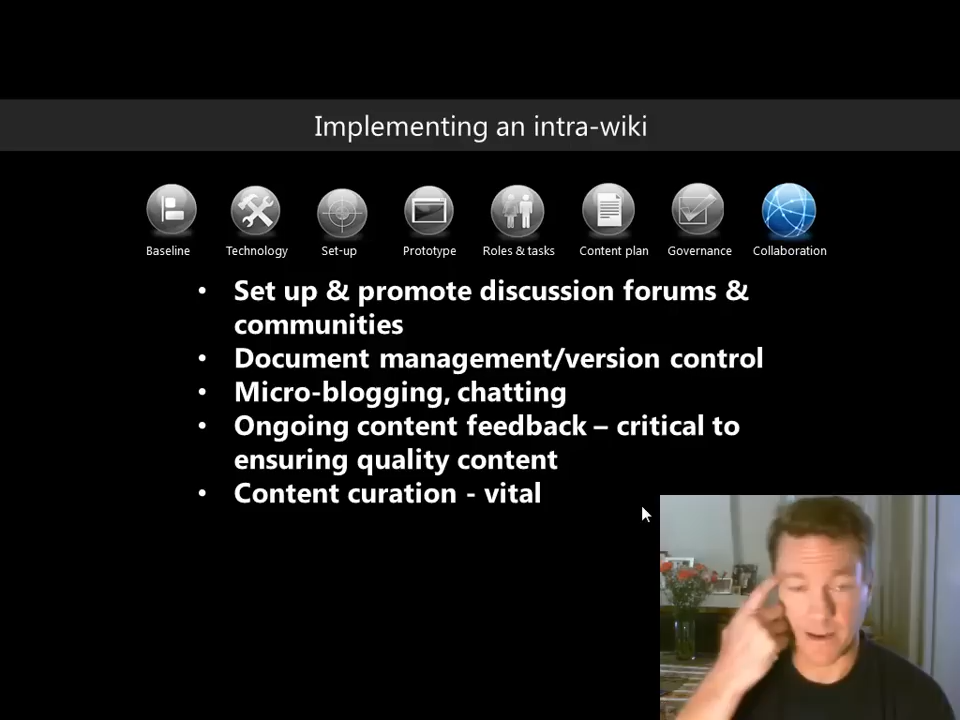 Implementing an intra-wiki
Baseline Technology Set-up Prototype Roles & tasks Content plan Governance Collaboration
• Set up & promote discussion forums &
communities
• Document management/version control
• Micro-blogging, chatting
• Ongoing content feedback – critical to
ensuring quality content
• Content curation - vital